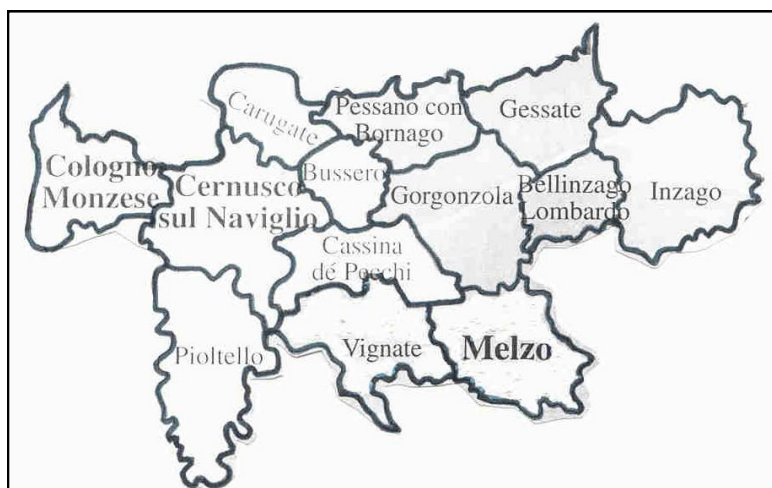 Carugate
Pessano con
Bornago
Gessate
Cologno
Monzese
Cernusco
sul Naviglio
Bussero
Gorgonzola
Bellinzago
Lombardo
Inzago
Cassina
dé Pecchi
Pioltello
Vignate
Melzo